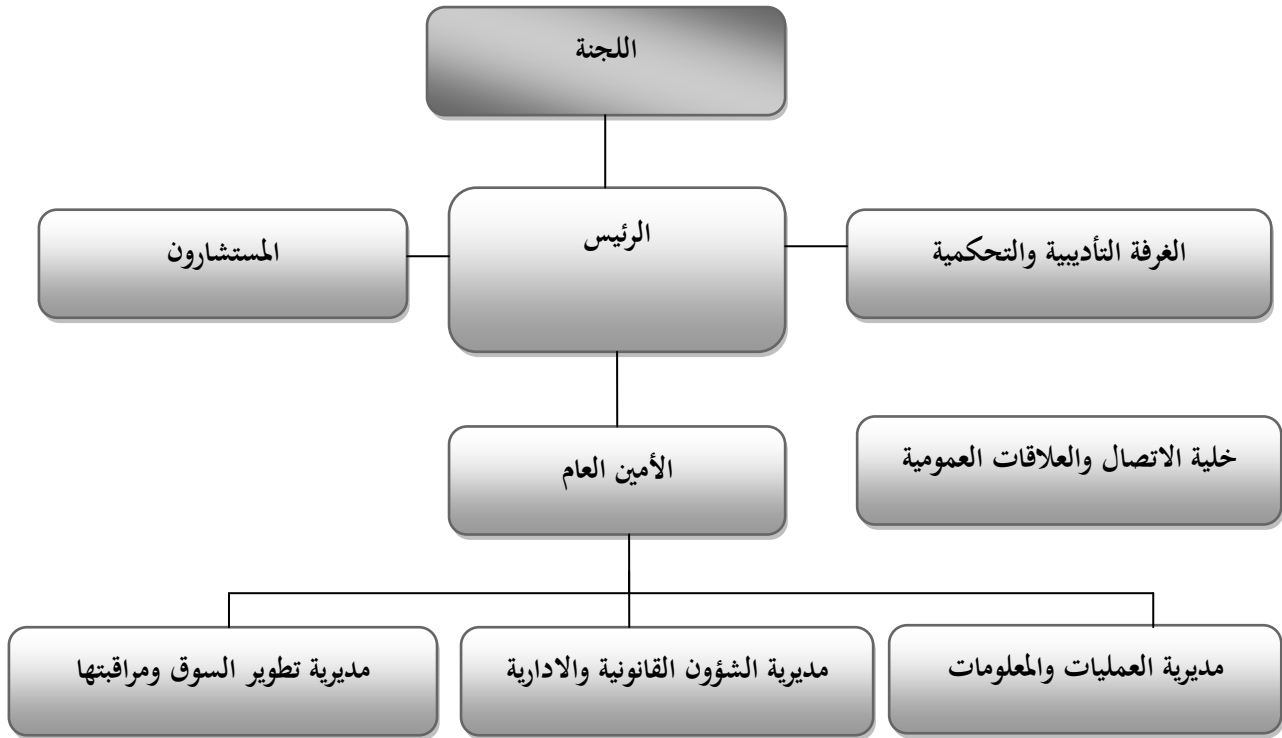 اللجنة
الغرفة التأديبية والتحكمية
الرئيس
المستشارون
خلية الاتصال والعلاقات العمومية
الأمين العام
مديرية العمليات والمعلومات
مديرية الشؤون القانونية والادارية
مديرية تطوير السوق ومراقبتها